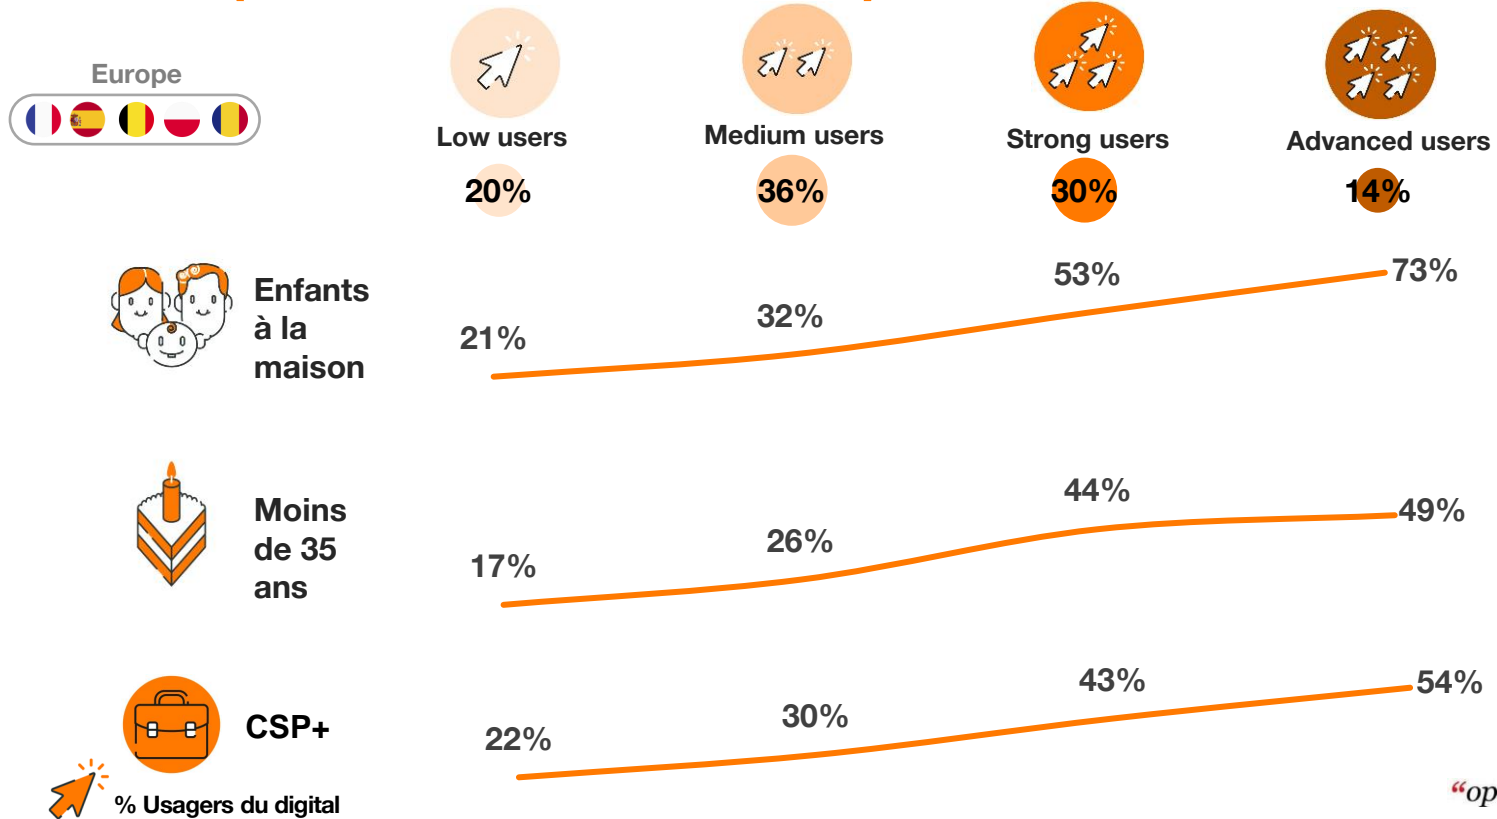 Europe
Low users
Medium users
Strong users
Advanced users
20%
36%
30%
14%
Enfants
à la
maison
21%
32%
53%
73%
Moins
de 35
ans
17%
26%
44%
49%
CSP+
22%
30%
43%
54%
% Usagers du digital
“op